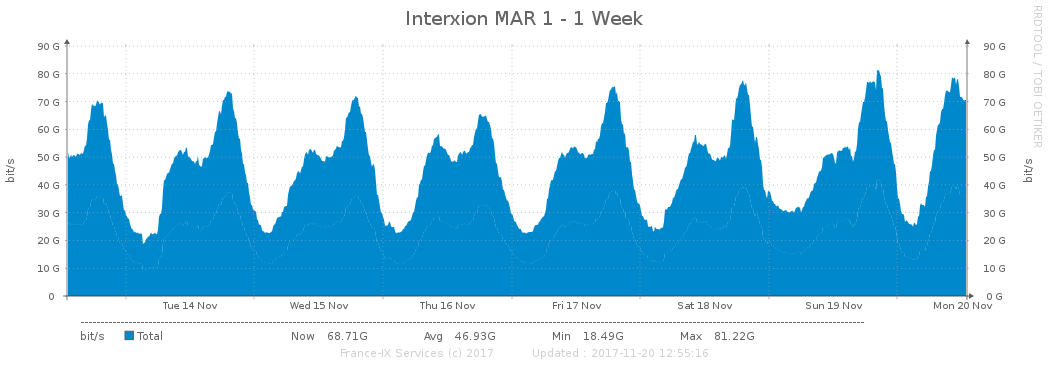 Interxion MAR 1 - 1 Week
RRDTOOL / TOBI OETIKER
90 G 90 G
80 G 80 G
70 G 70 G
60 G 60 G
50 G 50 G
40 G 40 G
30 G 30 G
20 G 20 G
10 G 10 G
0 0 G
bit/s bit/s
Tue 14 Nov Wed 15 Nov Thu 16 Nov Fri 17 Nov Sat 18 Nov Sun 19 Nov Mon 20 Nov
bit/s Total Now 68.71G Avg 46.93G Min 18.49G Max 81.22G
France-IX Services (c) 2017 Updated : 2017-11-20 12:55:16